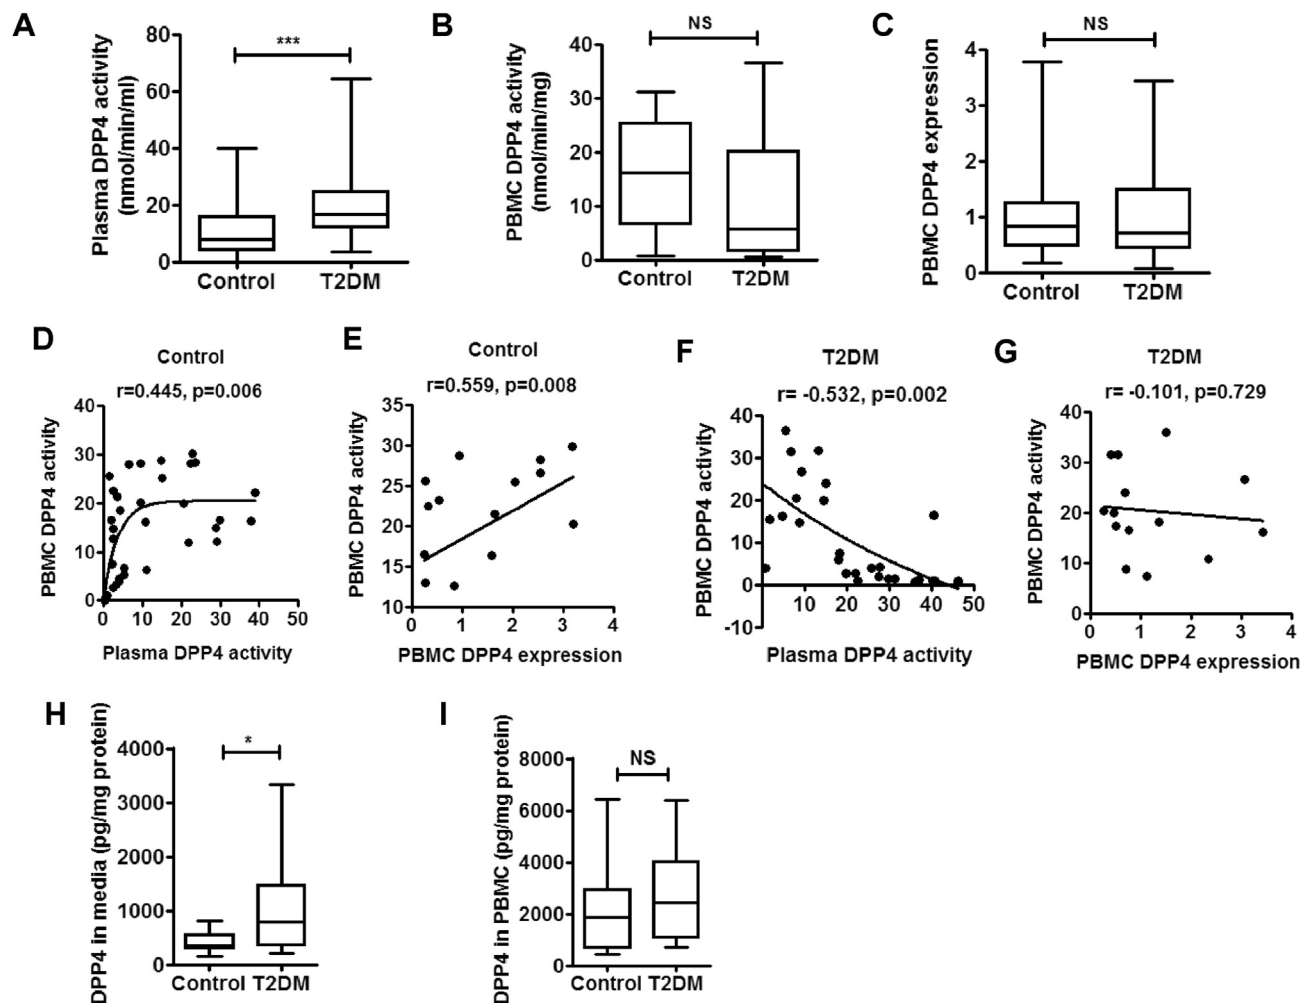 A
Plasma DPP4 activity
(nmol/min/ml)
80
60
40
20
0
***
Control
T2DM
B
PBMC DPP4 activity
(nmol/min/mg)
40
30
20
10
0
NS
Control
T2DM
C
PBMC DPP4 expression
4
3
2
1
0
NS
Control
T2DM
D
Control
r=0.445, p=0.006
PBMC DPP4 activity
40
30
20
10
0
0
10
20
30
40
50
Plasma DPP4 activity
E
Control
r=0.559, p=0.008
PBMC DPP4 activity
35
30
25
20
15
10
0
1
2
3
4
PBMC DPP4 expression
F
T2DM
r= -0.532, p=0.002
PBMC DPP4 activity
40
30
20
10
0
-10
10
20
30
40
50
Plasma DPP4 activity
G
T2DM
r= -0.101, p=0.729
PBMC DPP4 activity
40
30
20
10
0
0
1
2
3
4
PBMC DPP4 expression
H
DPP4 in media (pg/mg protein)
4000
3000
2000
1000
0
*
Control
T2DM
I
DPP4 in PBMC (pg/mg protein)
8000
6000
4000
2000
0
NS
Control
T2DM